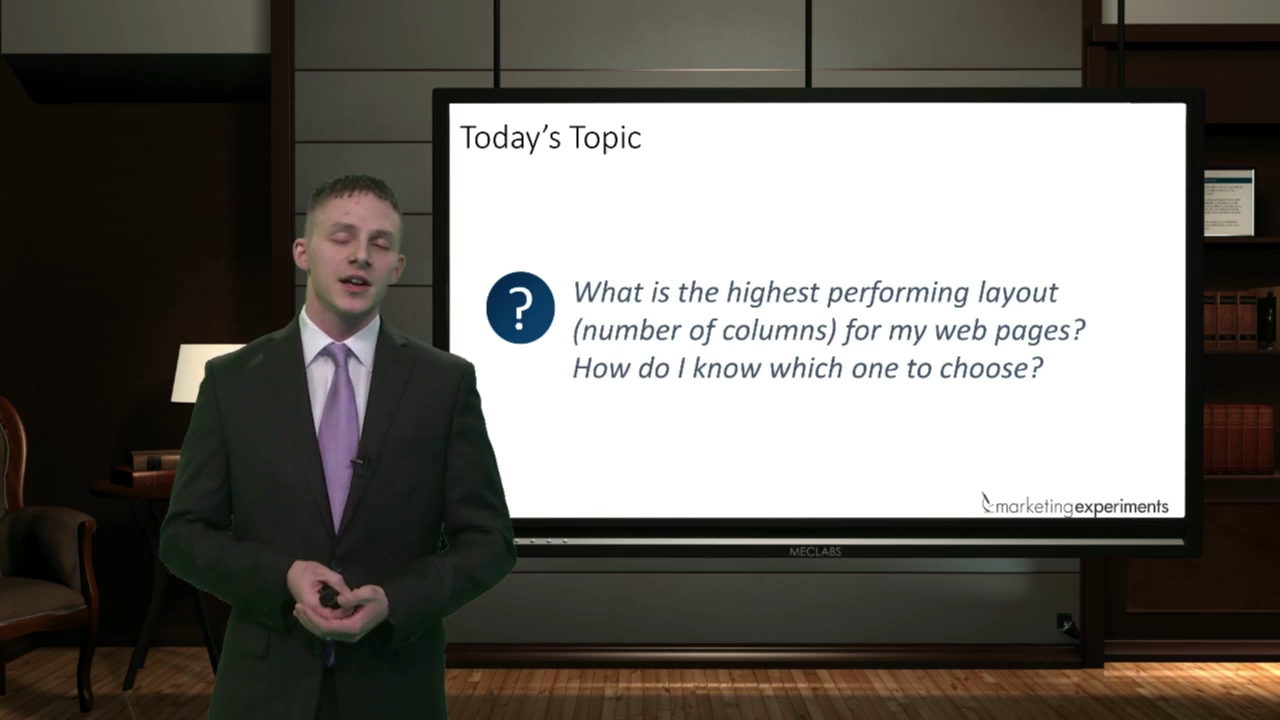 Today's Topic
?
What is the highest performing layout
(number of columns) for my web pages?
How do I know which one to choose?
marketingexperiments
MECLABS